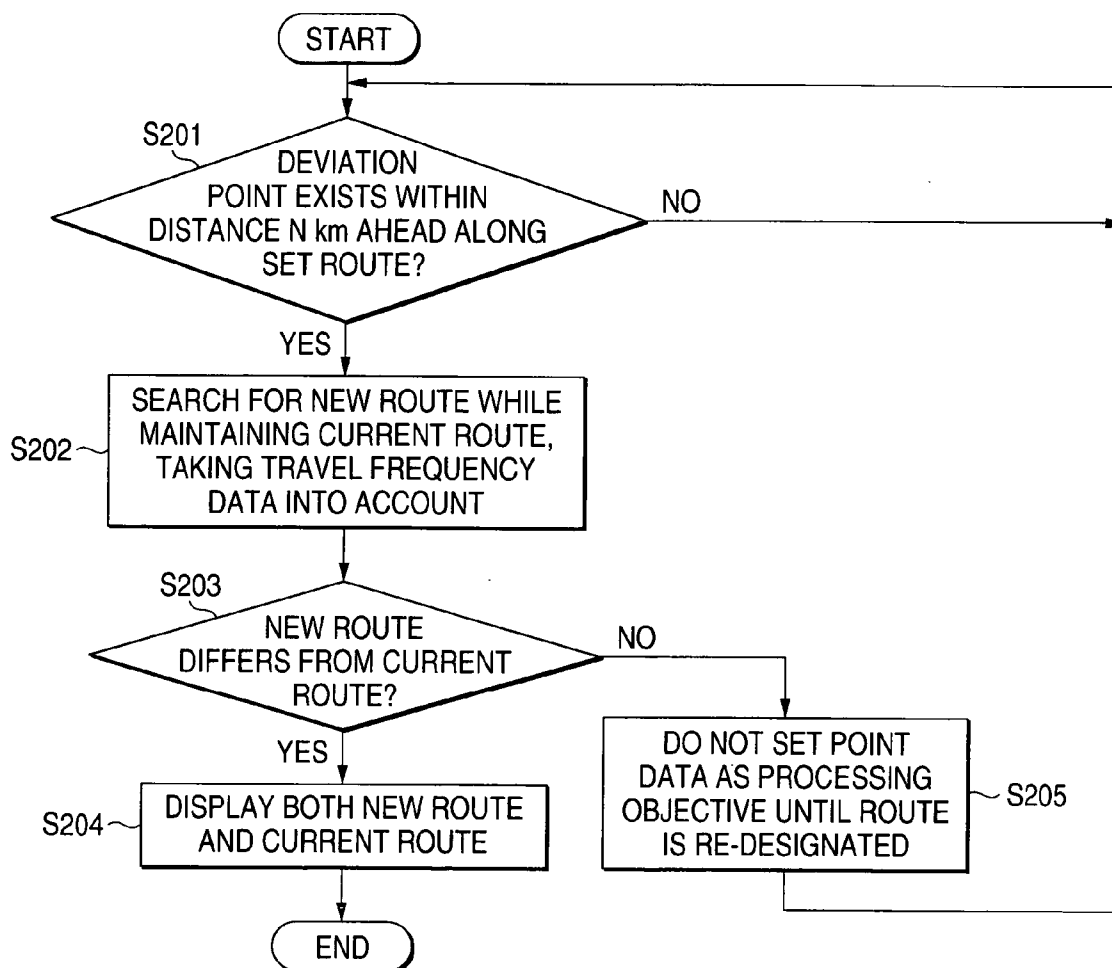 START
S201
DEVIATION
POINT EXISTS WITHIN
DISTANCE N km AHEAD ALONG
SET ROUTE?
NO
YES
S202
SEARCH FOR NEW ROUTE WHILE
MAINTAINING CURRENT ROUTE,
TAKING TRAVEL FREQUENCY
DATA INTO ACCOUNT
S203
NEW ROUTE
DIFFERS FROM CURRENT
ROUTE?
NO
YES
S204
DISPLAY BOTH NEW ROUTE
AND CURRENT ROUTE
DO NOT SET POINT
DATA AS PROCESSING
OBJECTIVE UNTIL ROUTE
IS RE-DESIGNATED
S205
END